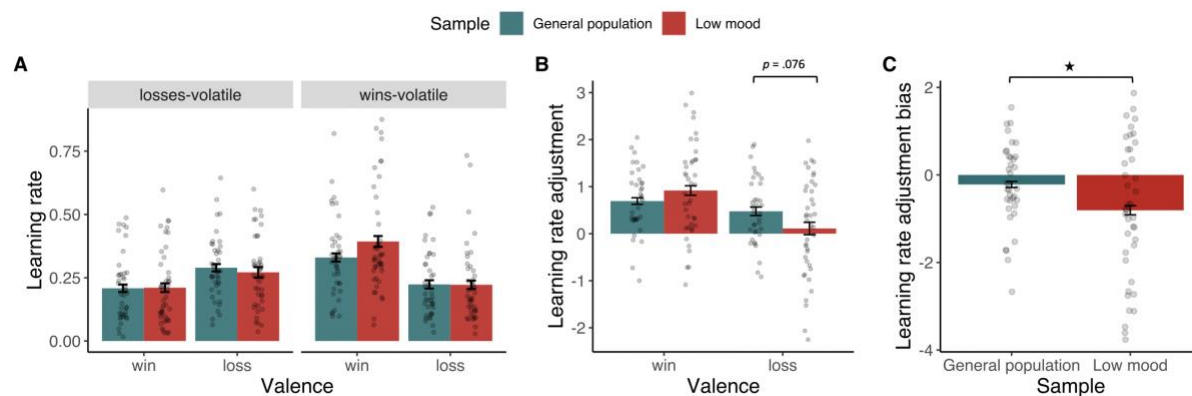 Sample General population Low mood
A
losses-volatile wins-volatile
Learning rate
0.75
0.50
0.25
0.00
win loss win loss
Valence
B
p = .076
Learning rate adjustment
3
2
1
0
-1
-2
win loss
Valence
C
★
Learning rate adjustment bias
2
0
-2
-4
General population Low mood
Sample